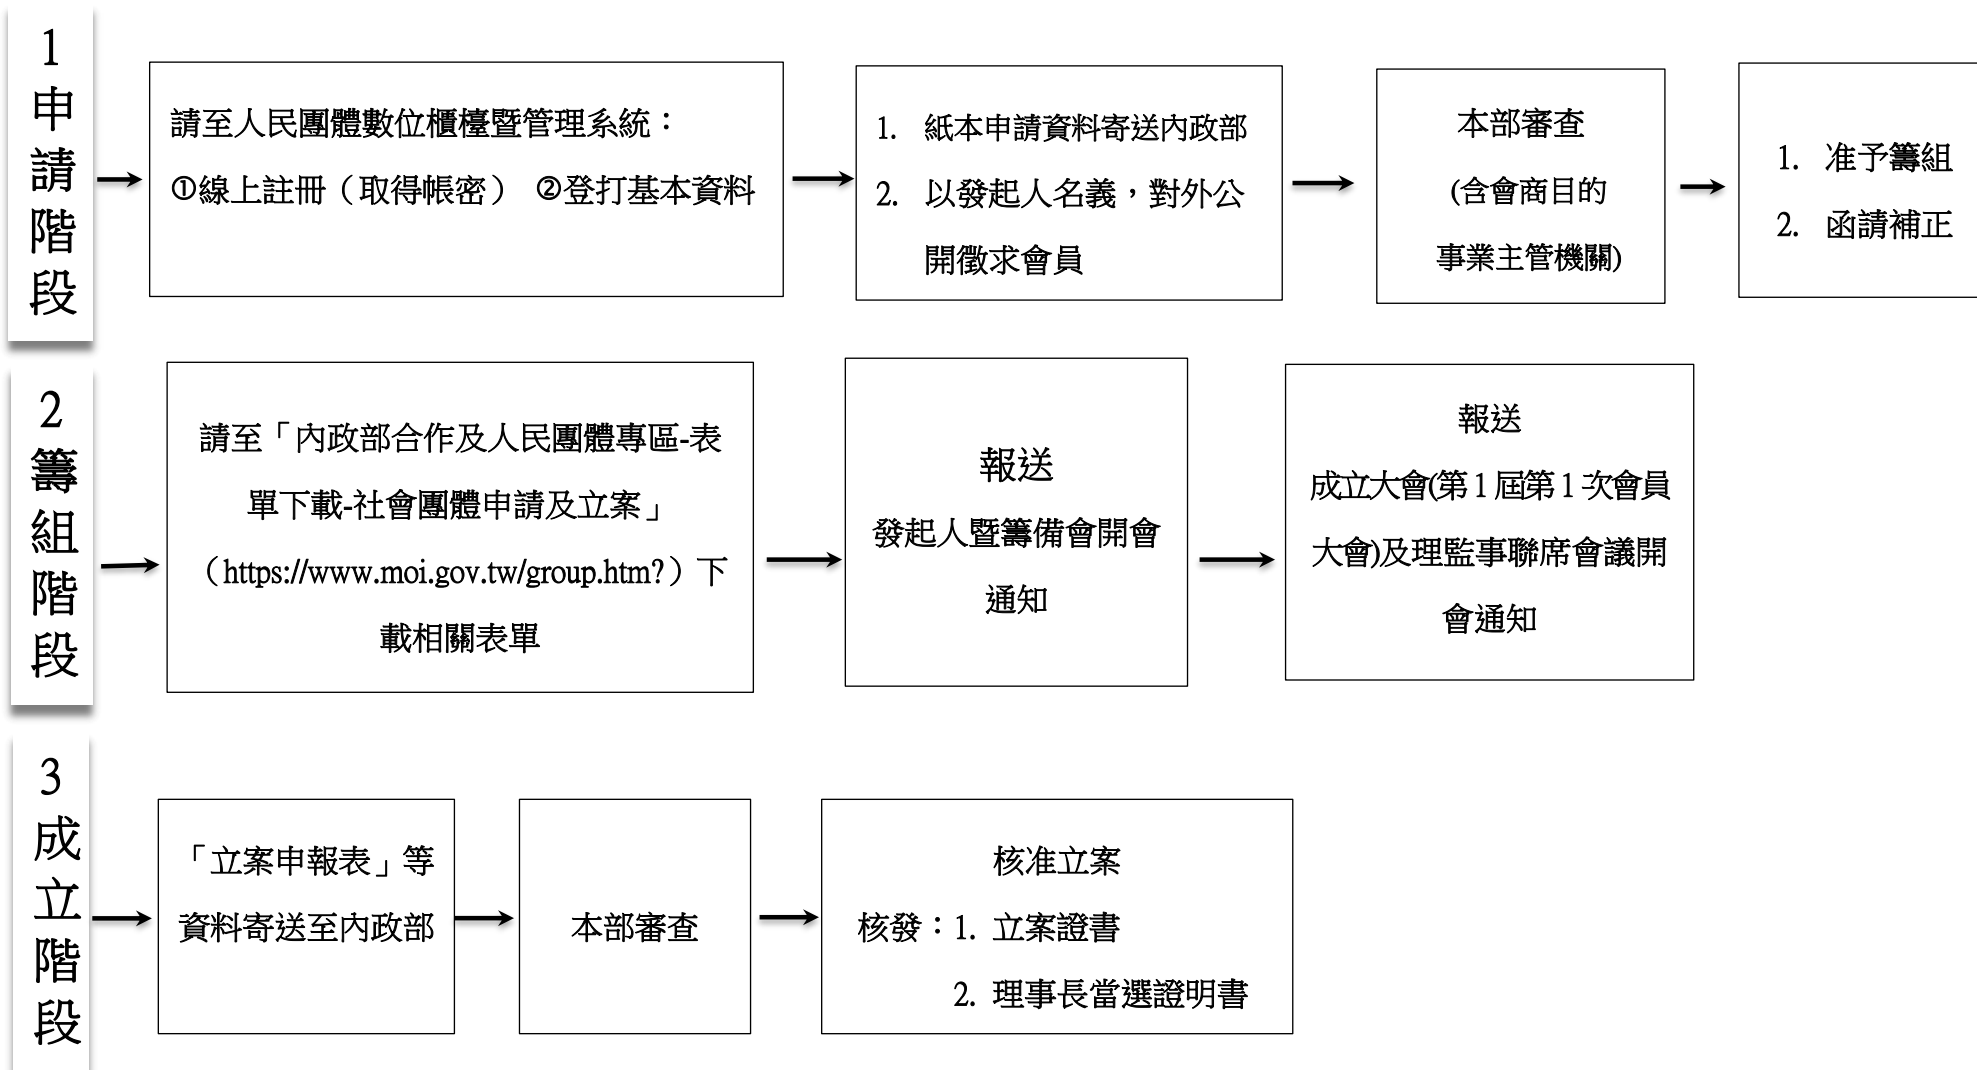 1
申
請
階
段
請至人民團體數位櫃檯暨管理系統：
①線上註冊（取得帳密） ②登打基本資料
1. 紙本申請資料寄送內政部
2. 以發起人名義，對外公
開徵求會員
本部審查
(含會商目的
事業主管機關)
1. 准予籌組
2. 函請補正
2
籌
組
階
段
請至「內政部合作及人民團體專區-表
單下載-社會團體申請及立案」
（https://www.moi.gov.tw/group.htm?）下
載相關表單
報送
發起人暨籌備會開會
通知
報送
成立大會(第1屆第1次會員
大會)及理監事聯席會議開
會通知
3
成
立
階
段
「立案申報表」等
資料寄送至內政部
本部審查
核准立案
核發：1. 立案證書
2. 理事長當選證明書